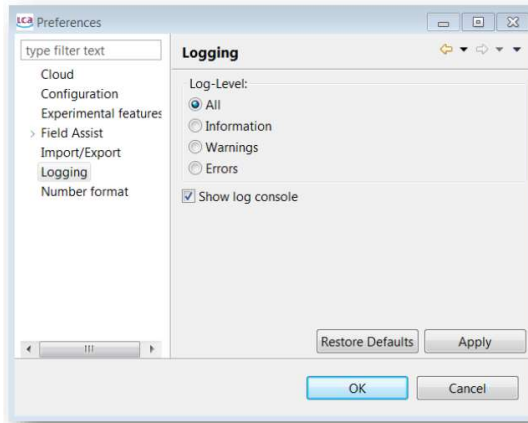 LCA Preferences
type filter text
Cloud
Configuration
Experimental features
Field Assist
Import/Export
Logging
Number format
Logging
Log-Level:
All
Information
Warnings
Errors
Show log console
Restore Defaults
Apply
OK
Cancel